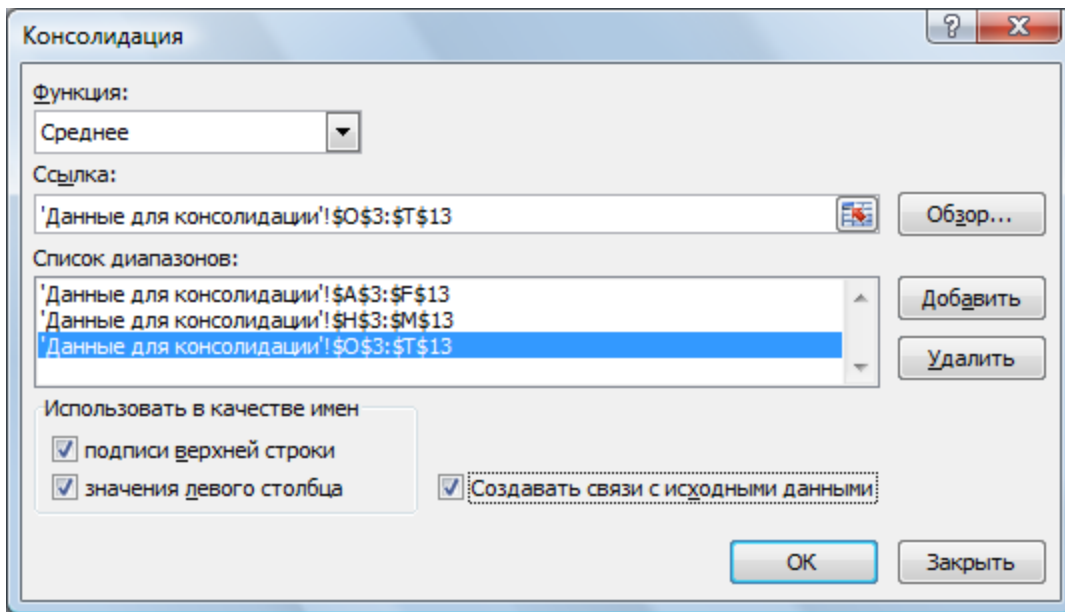 Консолидация
Функция:
Среднее
Ссылка:
'Данные для консолидации'!$O$3:$T$13
Обзор...
Список диапазонов:
'Данные для консолидации'!$A$3:$F$13
'Данные для консолидации'!$H$3:$M$13
'Данные для консолидации'!$O$3:$T$13
Добавить
Удалить
Использовать в качестве имен
подписи верхней строки
значения левого столбца
Создавать связи с исходными данными
ОК
Закрыть